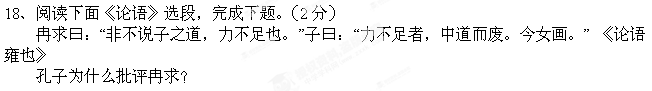 18、阅读下面《论语》选段，完成下题。（2分）
冉求曰：“非不说子之道，力不足也。”子曰：“力不足者，中道而废。今女画。”《论语
雍也》
孔子为什么批评冉求？